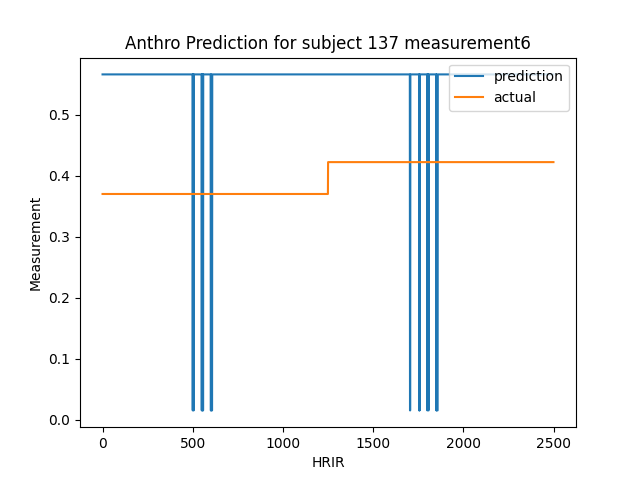 Anthro Prediction for subject 137 measurement6
prediction
actual
0.5
0.4
0.3
0.2
0.1
0.0
Measurement
0 500 1000 1500 2000 2500
HRIR